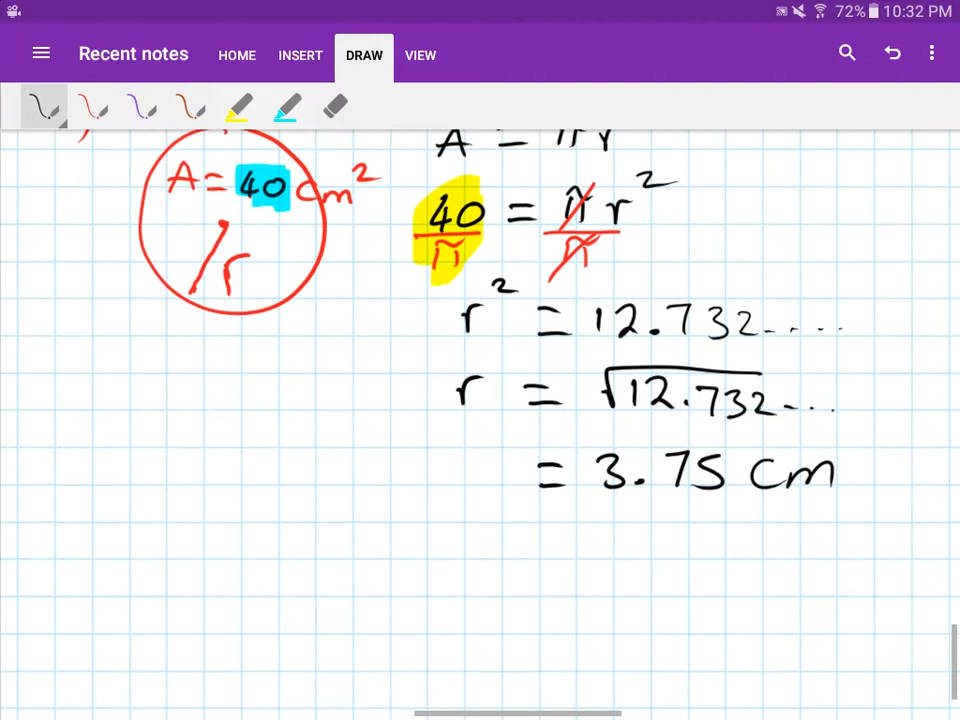 72% 10:32 PM
Recent notes HOME INSERT DRAW VIEW
A = 40 cm²
r
A = πr
40/π = πr²/π
r² = 12.732....
r = √12.732...
= 3.75 cm